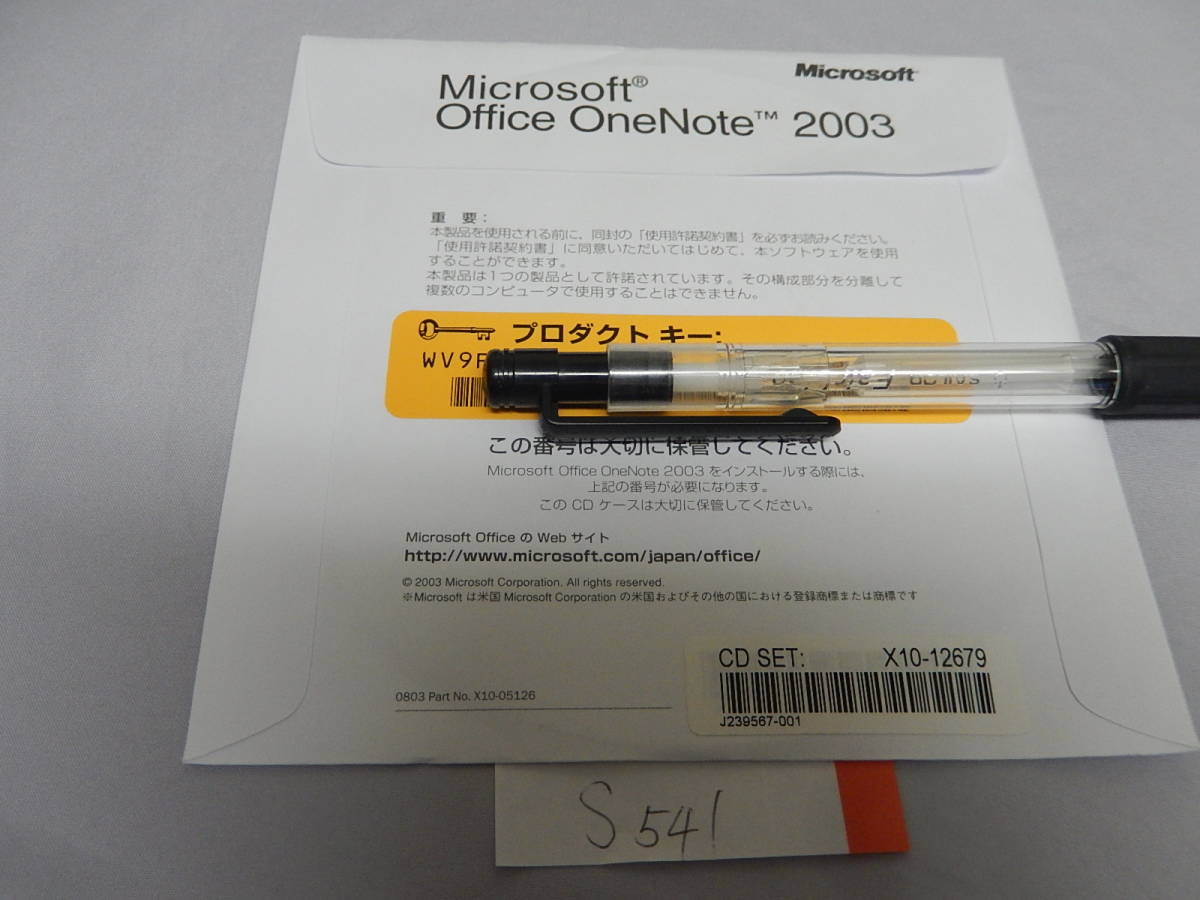 Microsoft
Microsoft®
Office OneNote™ 2003
重 要：
本製品を使用される前に、同封の「使用許諾契約書」を必ずお読みください。
「使用許諾契約書」に同意いただいてはじめて、本ソフトウェアを使用
することができます。
本製品は1つの製品として許諾されています。その構成部分を分離して
複数のコンピュータで使用することはできません。
プロダクト キー:
WV9F
この番号は大切に保管してください。
Microsoft Office OneNote 2003 をインストールする際には、
上記の番号が必要になります。
この CD ケースは大切に保管してください。
Microsoft Office の Web サイト
http://www.microsoft.com/japan/office/
© 2003 Microsoft Corporation. All rights reserved.
※Microsoft は米国 Microsoft Corporation の米国およびその他の国における登録商標または商標です
CD SET: X10-12679
J239567-001
0803 Part No. X10-05126
S541